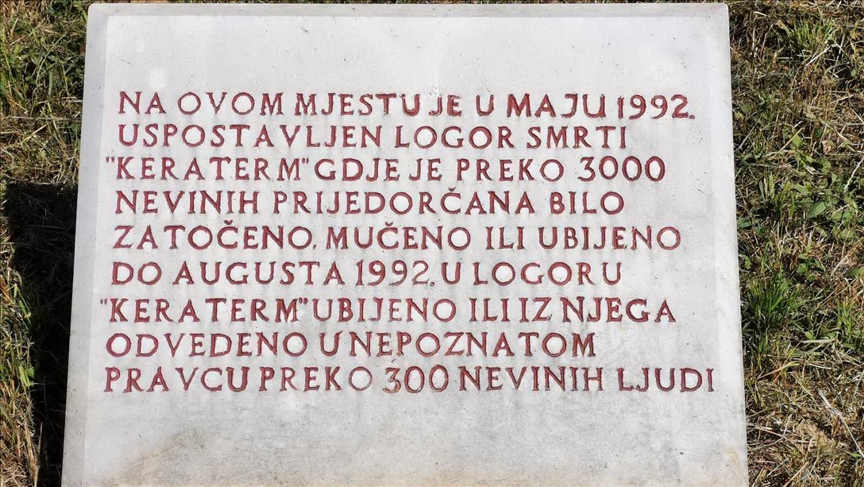 NA OVOM MJESTU JE U MAJU 1992.
USPOSTAVLJEN LOGOR SMRTI
"KERATERM" GDJE JE PREKO 3000
NEVINIH PRIJEDORČANA BILO
ZATOČENO, MUČENO ILI UBIJENO
DO AUGUSTA 1992. U LOGORU
"KERATERM" UBIJENO ILI IZ NJEGA
ODVEDENO U NEPOZNATOM
PRAVCU PREKO 300 NEVINIH LJUDI